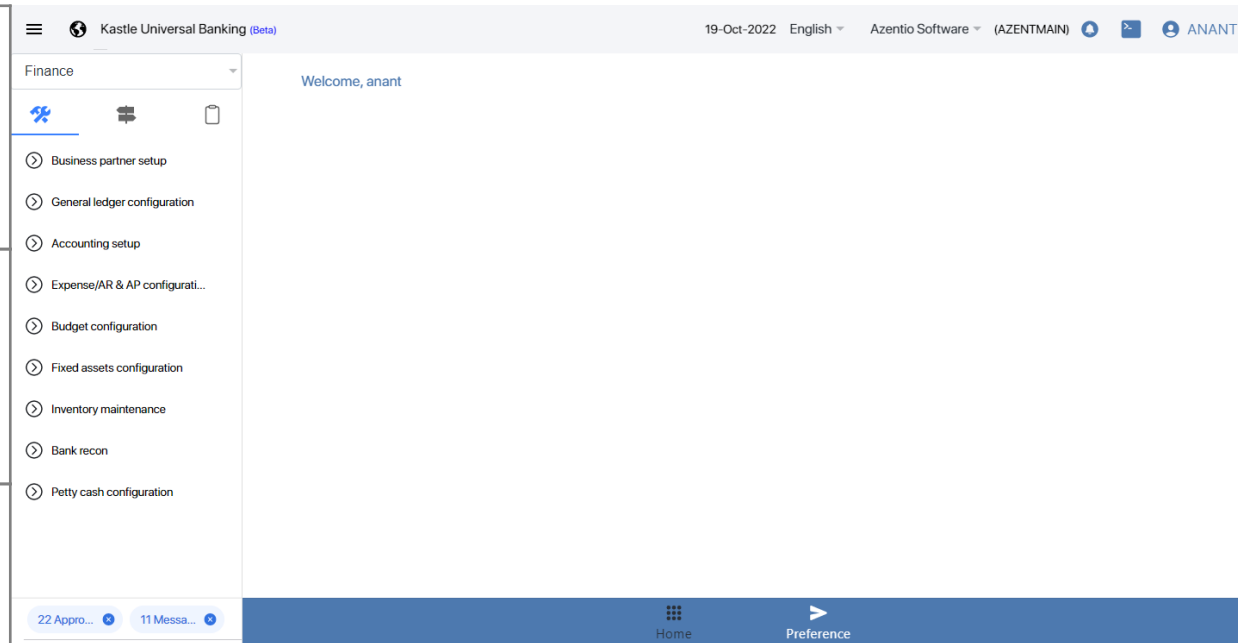 Kastle Universal Banking (Beta)
19-Oct-2022 English Azentio Software (AZENTMAIN) ANANT
Finance
Welcome, anant
Business partner setup
General ledger configuration
Accounting setup
Expense/AR & AP configurati...
Budget configuration
Fixed assets configuration
Inventory maintenance
Bank recon
Petty cash configuration
22 Appro... 11 Messa...
Home
Preference